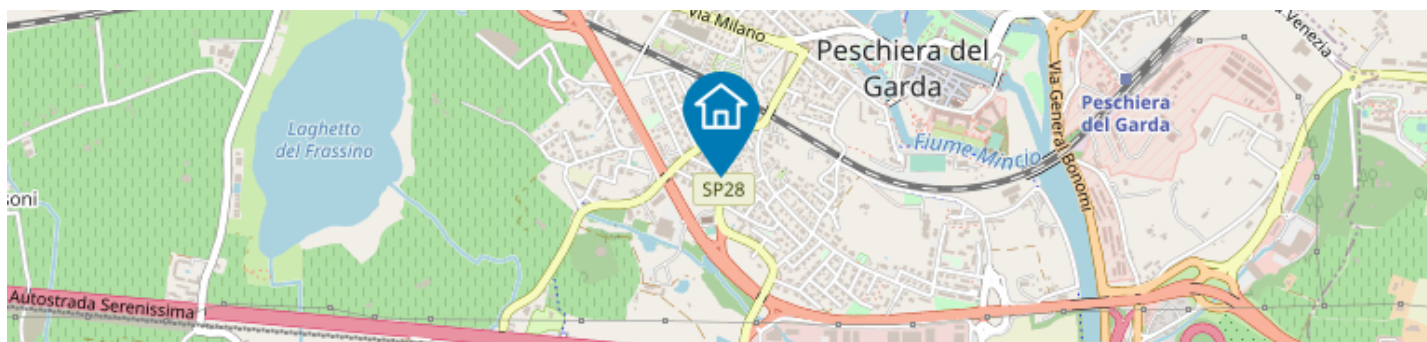 Via Milano
Peschiera del
Garda
Via Venezia
Laghetto
del Frassino
Peschiera
del Garda
Fiume Mincio
Via General Bonomi
SP28
soni
Autostrada Serenissima